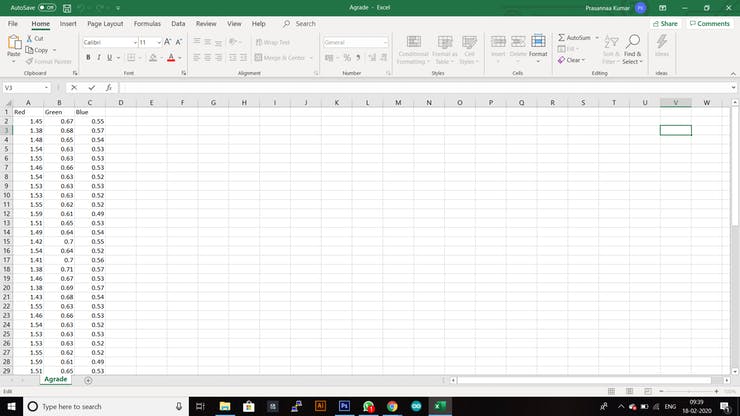 AutoSave Off Agrade - Excel Prasannaa Kumar PK
File Home Insert Page Layout Formulas Data Review View Help Search Share Comments
Paste Cut Copy Format Painter Clipboard
Calibri 11 B I U Font
Wrap Text Merge & Center Alignment
General Number
Conditional Formatting Format as Table Cell Styles Styles
Insert Delete Format Cells
AutoSum Fill Clear Sort & Filter Find & Select Editing
Ideas Ideas
V3 fx
A B C D E F G H I J K L M N O P Q R S T U V W
1 Red Green Blue
2 1.45 0.67 0.55
3 1.38 0.68 0.57
4 1.48 0.65 0.54
5 1.54 0.63 0.53
6 1.55 0.63 0.53
7 1.46 0.66 0.53
8 1.54 0.63 0.52
9 1.53 0.63 0.53
10 1.53 0.63 0.52
11 1.55 0.62 0.52
12 1.59 0.61 0.49
13 1.51 0.65 0.53
14 1.49 0.64 0.54
15 1.42 0.7 0.55
16 1.54 0.64 0.52
17 1.41 0.7 0.56
18 1.38 0.71 0.57
19 1.46 0.67 0.53
20 1.38 0.69 0.57
21 1.43 0.68 0.54
22 1.55 0.63 0.53
23 1.46 0.66 0.53
24 1.54 0.63 0.52
25 1.53 0.63 0.53
26 1.53 0.63 0.52
27 1.55 0.62 0.52
28 1.59 0.61 0.49
29 1.51 0.65 0.53
Agrade
Edit 100%
Type here to search
09:39
18-02-2020